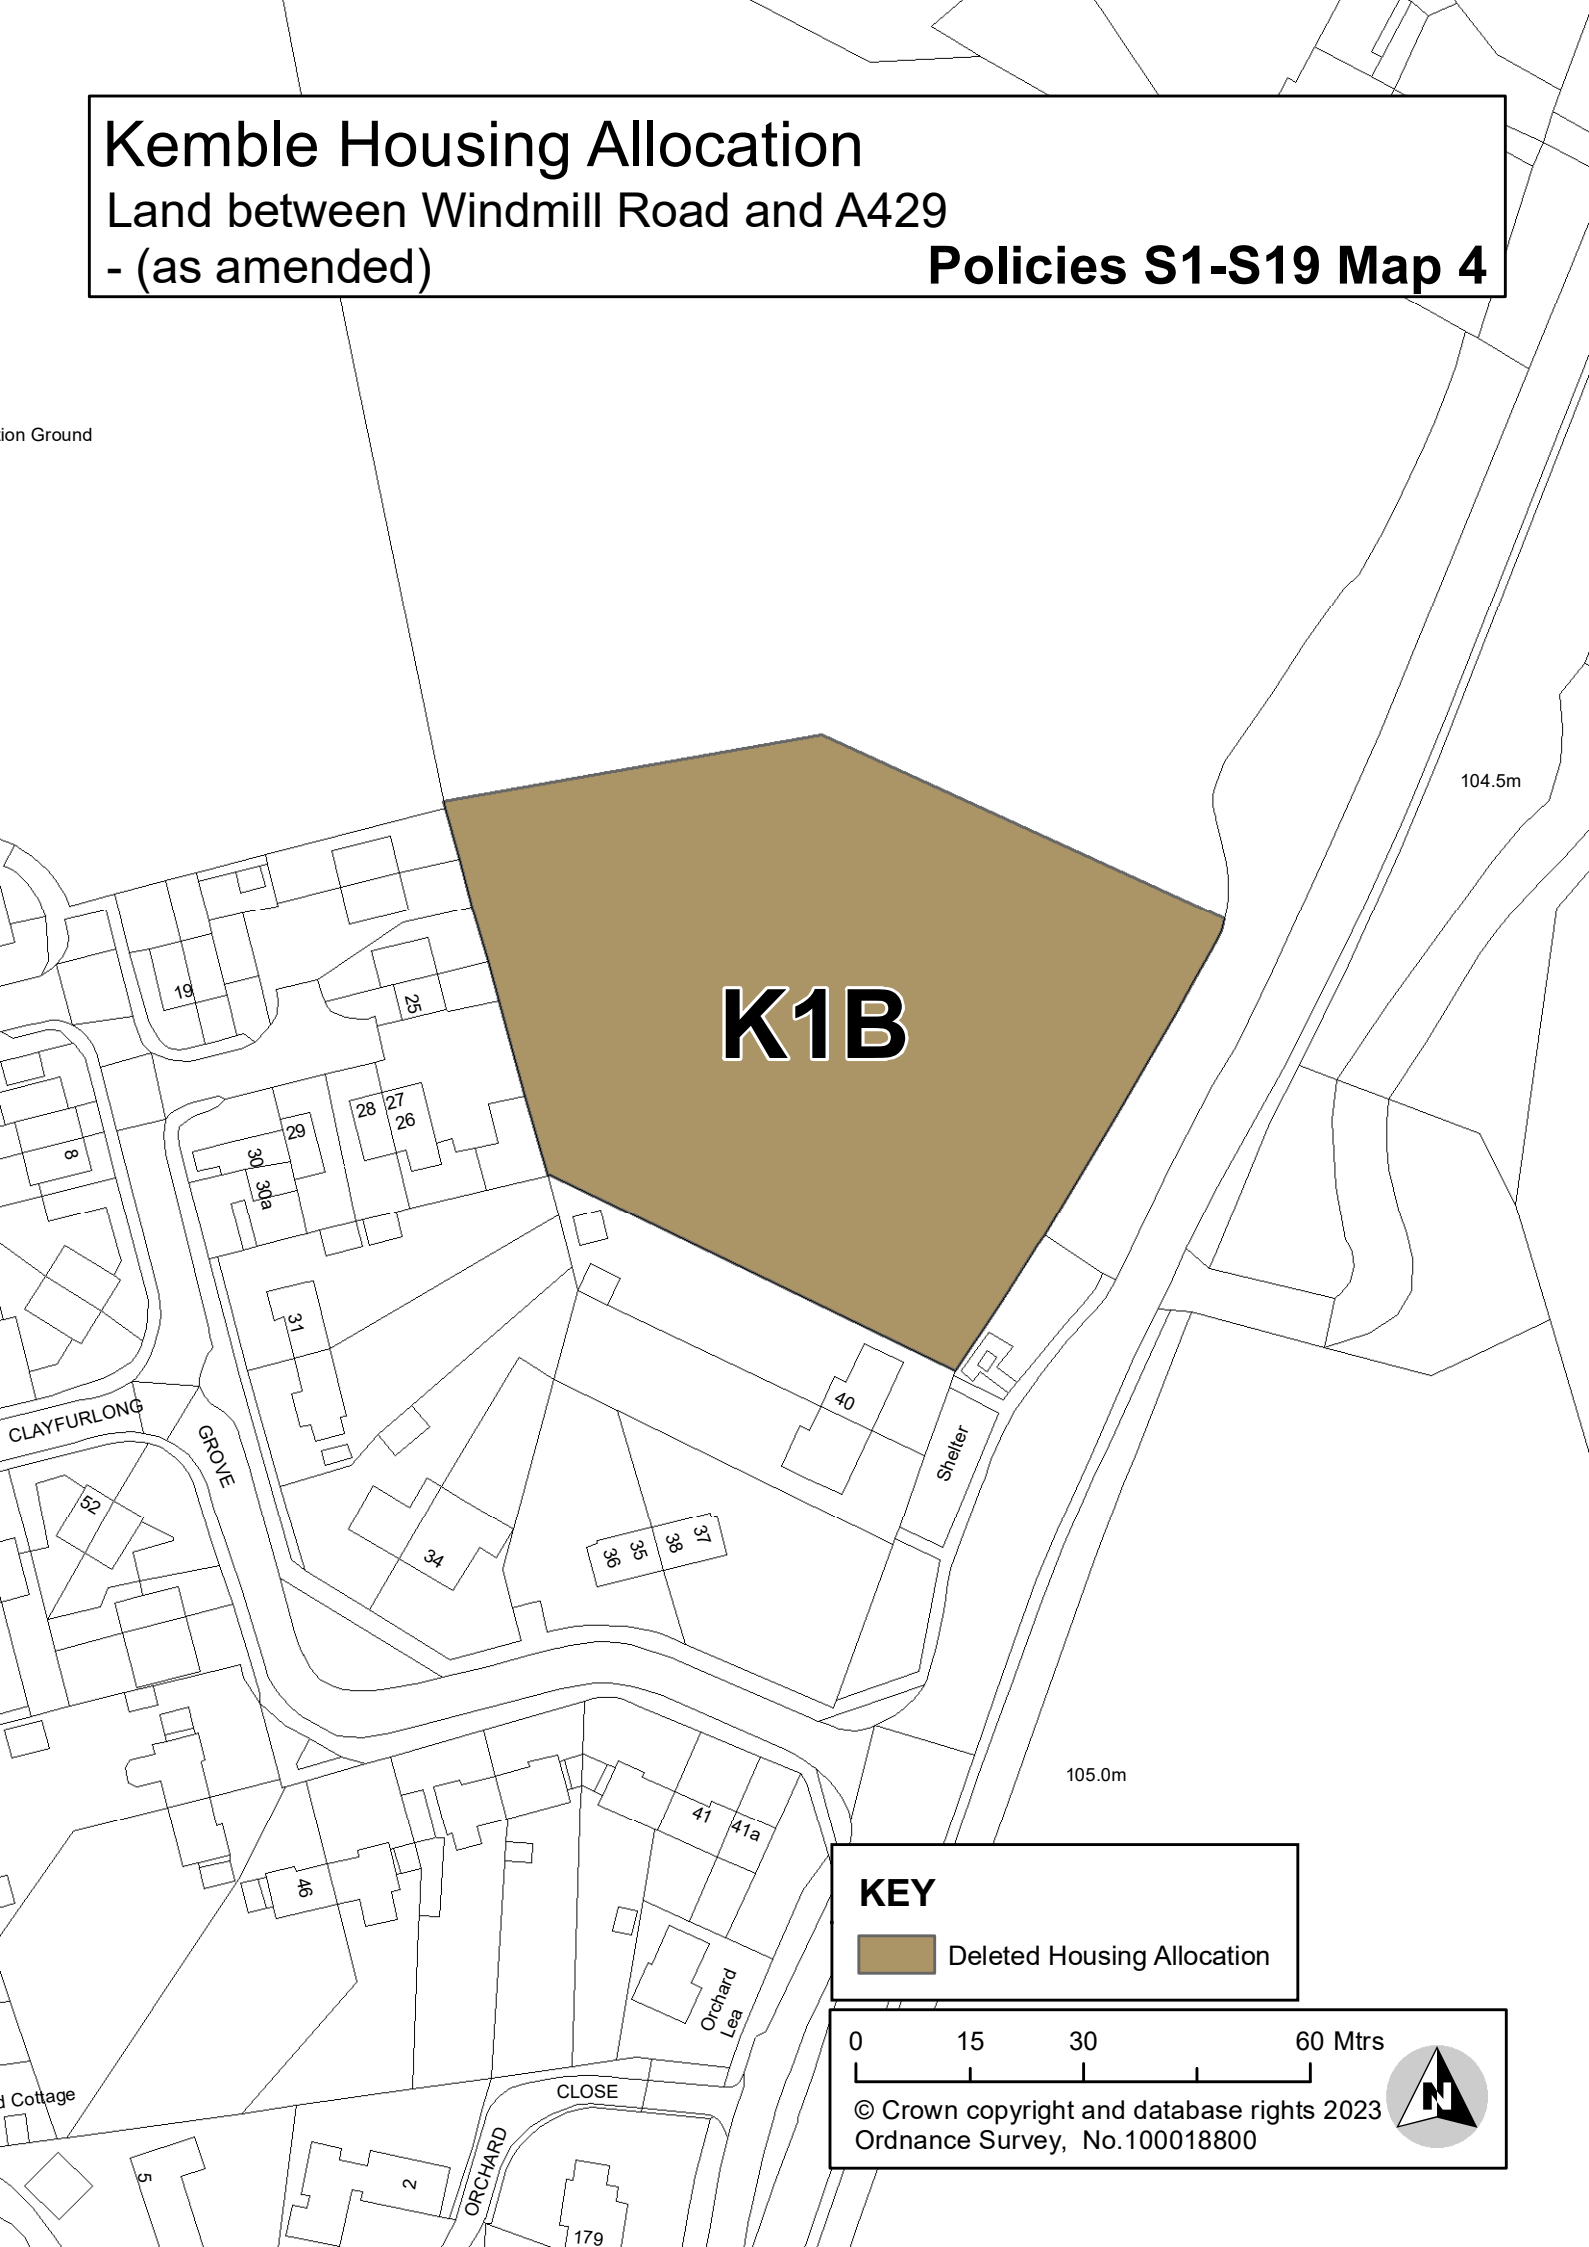 Kemble Housing Allocation
Land between Windmill Road and A429
- (as amended)
Policies S1-S19 Map 4
ion Ground
104.5m
K1B
19
25
28
27
26
29
30
30a
8
31
40
CLAYFURLONG
GROVE
Shelter
52
34
36
35
38
37
105.0m
41
41a
46
Orchard
Lea
KEY
Deleted Housing Allocation
0 15 30 60 Mtrs
© Crown copyright and database rights 2023
Ordnance Survey, No.100018800
N
d Cottage
CLOSE
ORCHARD
5
2
179